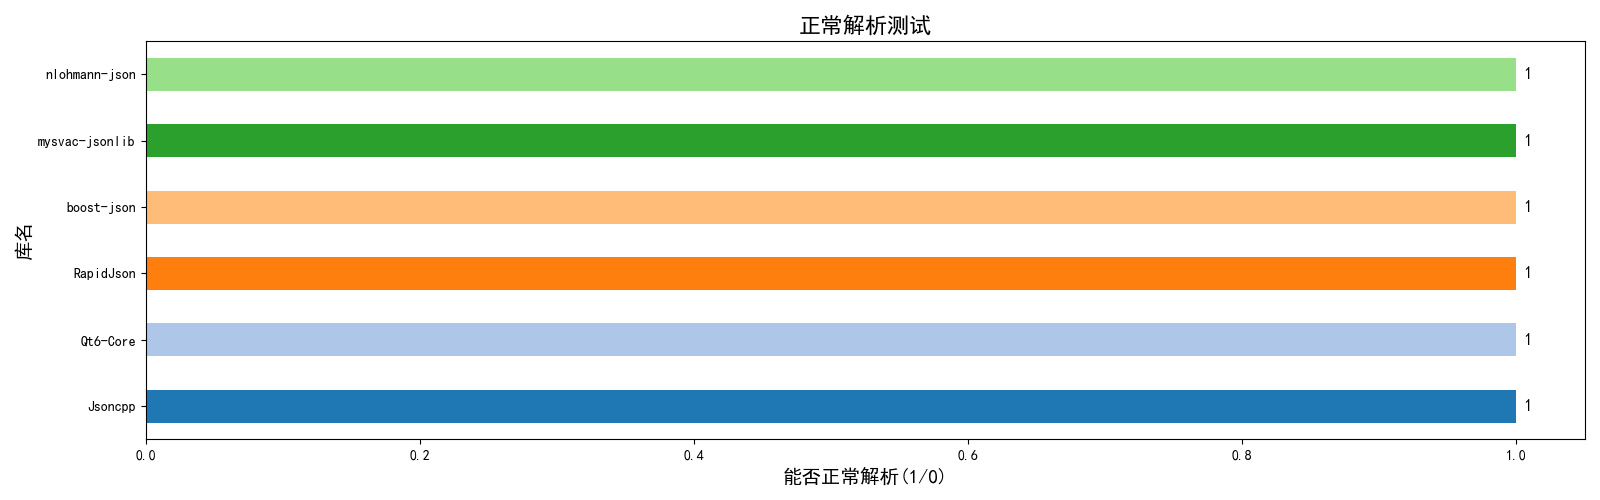 正常解析测试
库名
nlohmann-json 1
mysvac-jsonlib 1
boost-json 1
RapidJson 1
Qt6-Core 1
Jsoncpp 1
0.0 0.2 0.4 0.6 0.8 1.0
能否正常解析(1/0)